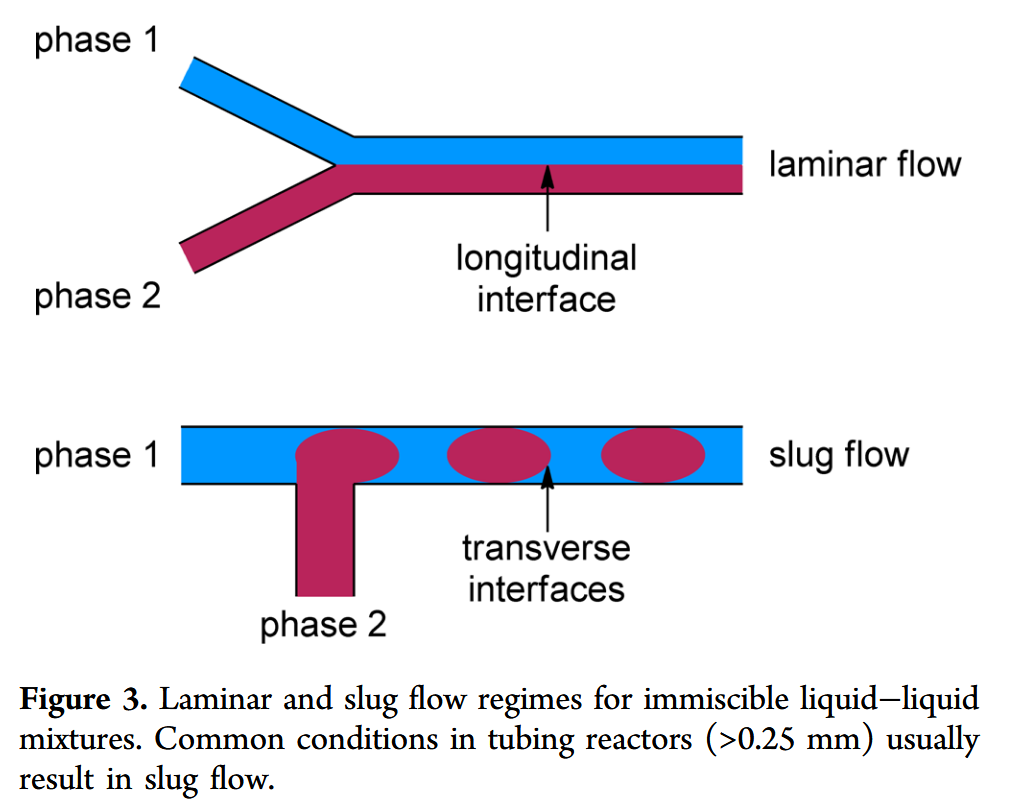 phase 1
laminar flow
longitudinal
interface
phase 2
phase 1
slug flow
transverse
interfaces
phase 2
Figure 3. Laminar and slug flow regimes for immiscible liquid−liquid
mixtures. Common conditions in tubing reactors (>0.25 mm) usually
result in slug flow.